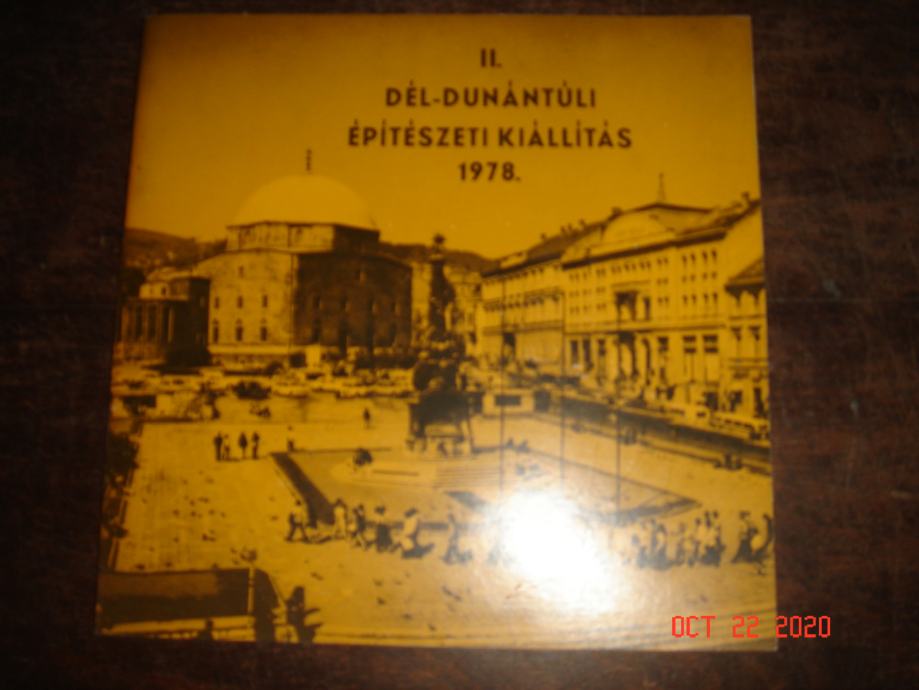 II.
DÉL-DUNÁNTÚLI
ÉPÍTÉSZETI KIÁLLÍTÁS
1978.
OCT 22 2020